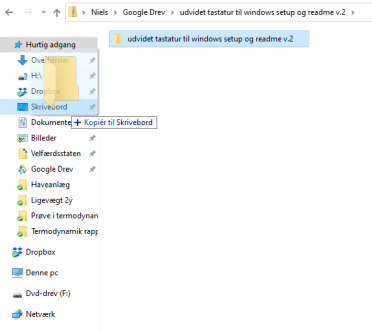 Niels > Google Drev > udvidet tastatur til windows setup og readme v.2 >
Hurtig adgang
udvidet tastatur til windows setup og readme v.2
Overførsler
H:\
Dropbox
Skrivebord
Dokumente
+ Kopiér til Skrivebord
Billeder
Velfærdsstaten
Google Drev
Haveanlæg
Ligevægt 2y
Prøve i termodynan
Termodynamik rapp
Dropbox
Denne pc
Dvd-drev (F:)
Netværk